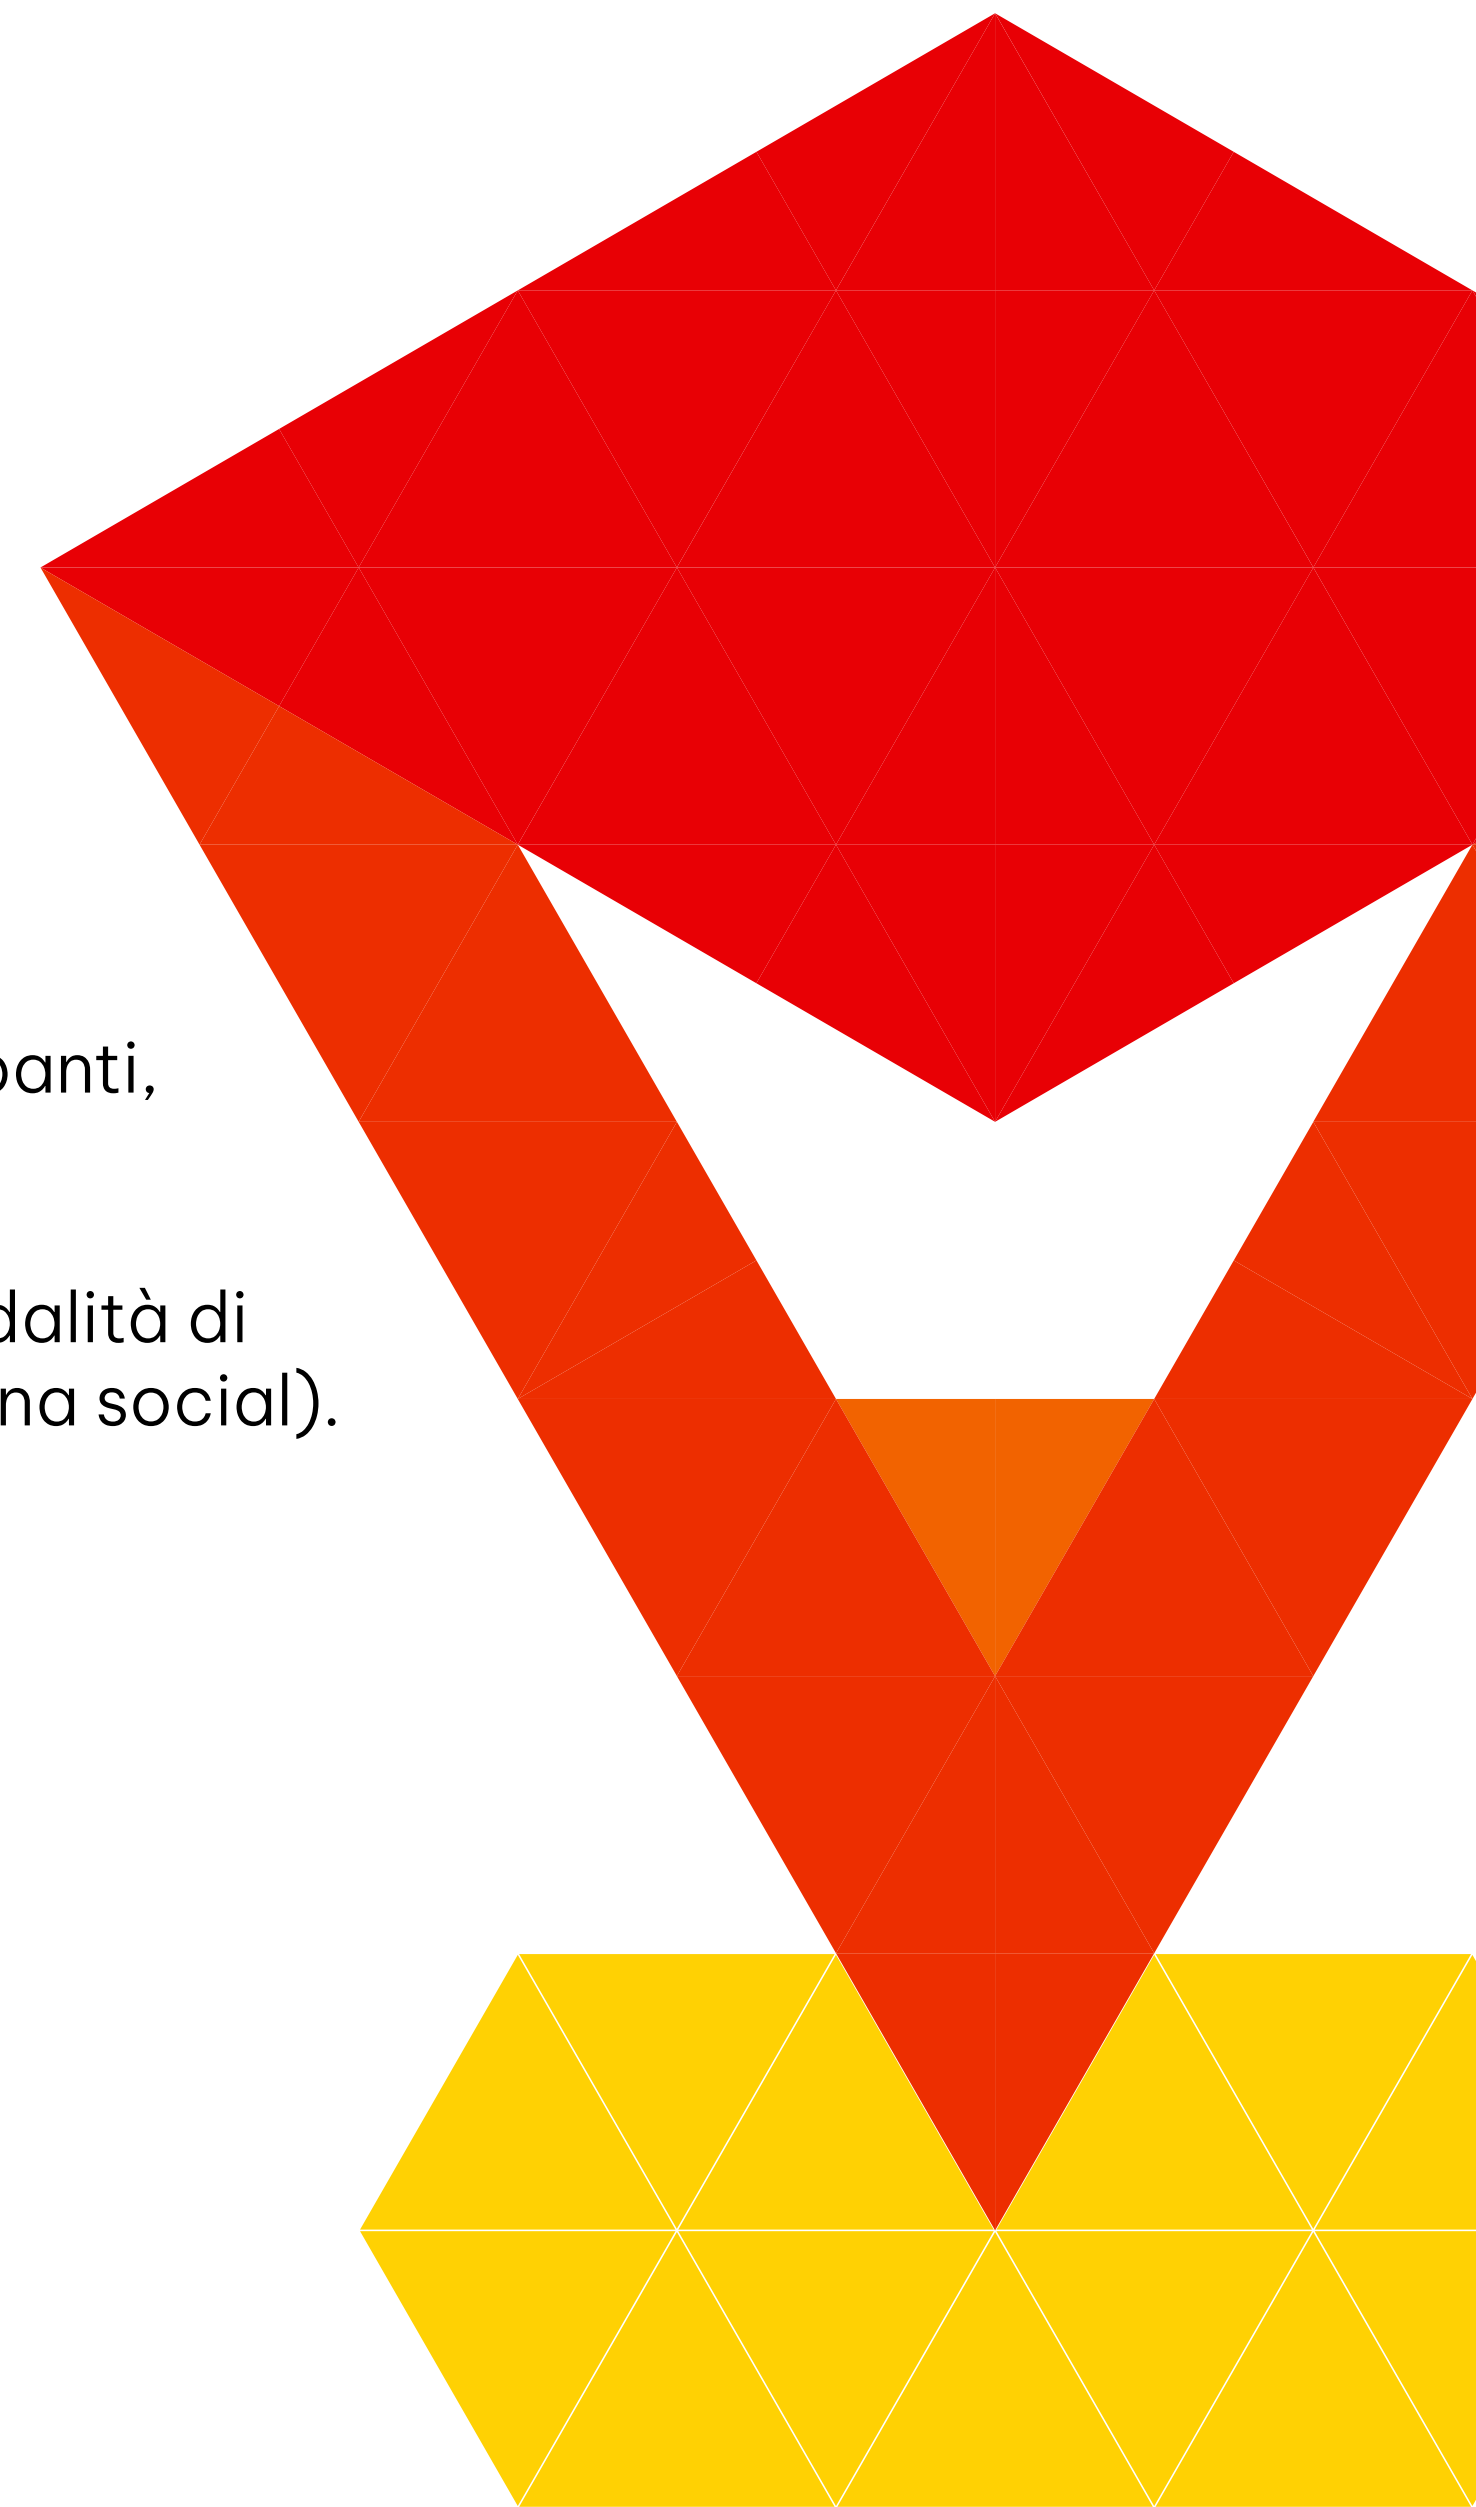 anti,
dalità di
na social).